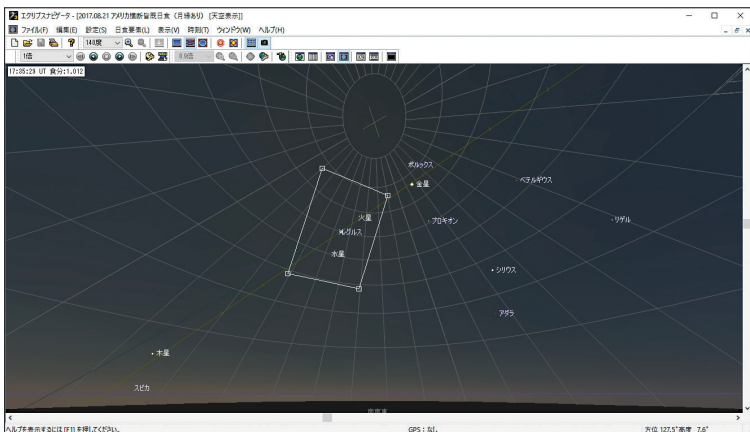 エクリプスナビゲータ - [2017.08.21 アメリカ横断皆既日食（月縁あり） [天空表示]]
ファイル(F) 編集(E) 設定(S) 日食要素(L) 表示(V) 時刻(T) ウィンドウ(W) ヘルプ(H)
140度
1倍
17:35:20 UT 食分:1.012
ポルックス
金星
ベテルギウス
火星
プロキオン
リゲル
レグルス
水星
シリウス
アダラ
木星
スピカ
南南東
ヘルプを表示するには [F1] を押してください。 GPS：なし. 方位 127.5°高度 7.6°